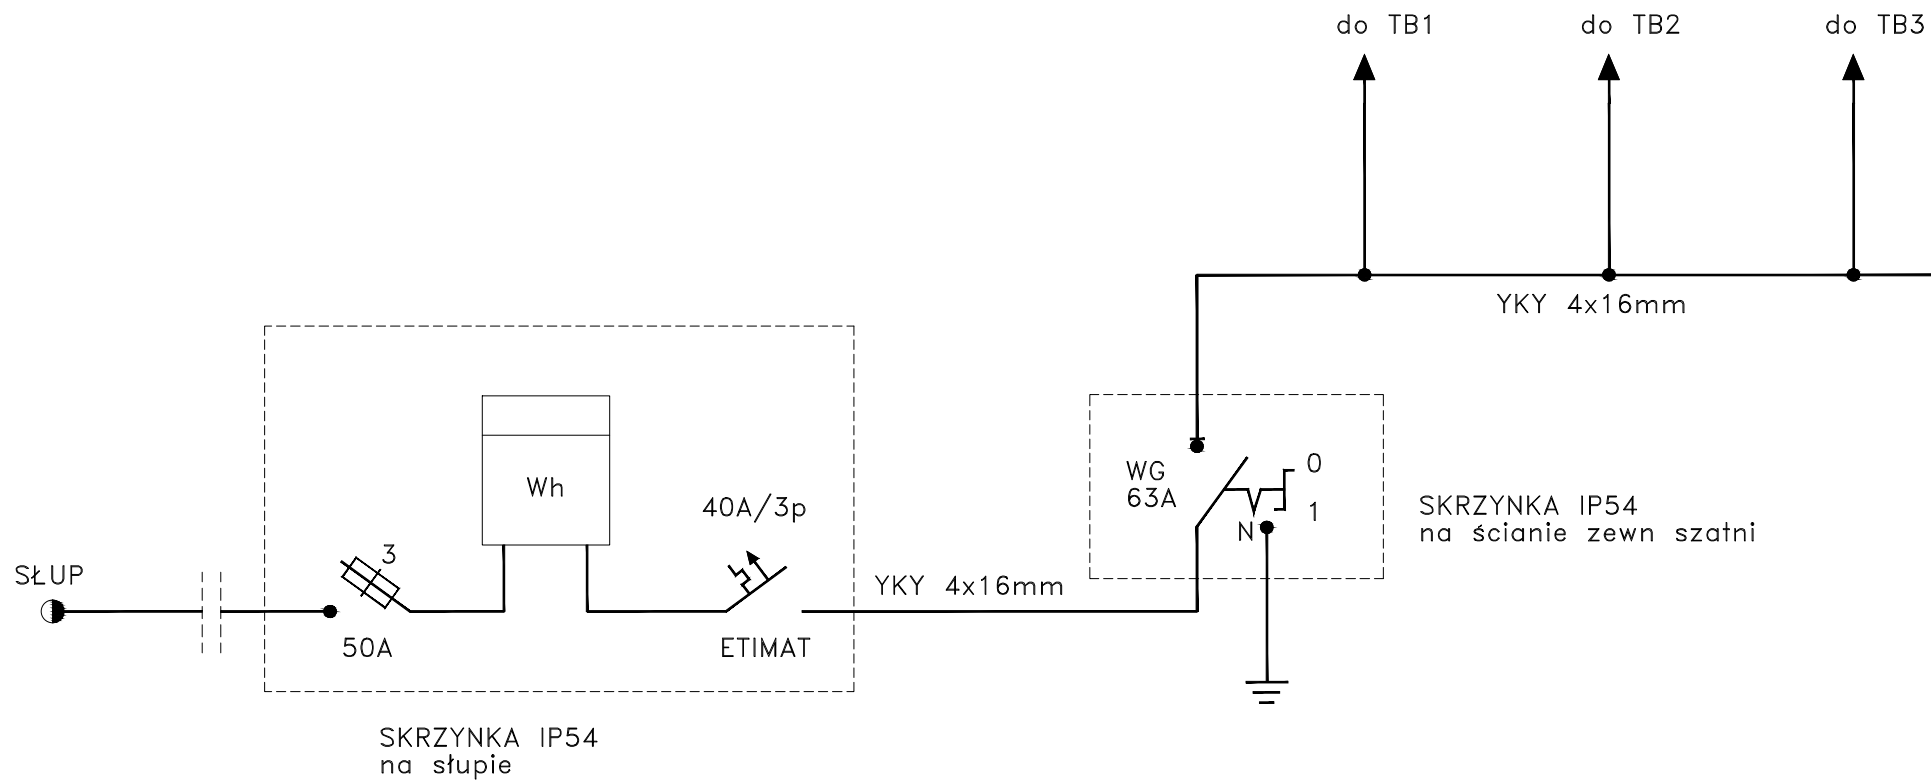 do TB1
do TB2
do TB3
YKY 4x16mm
Wh
WG
63A
0
1
N
SKRZYNKA IP54
na ścianie zewn szatni
40A/3p
3
SŁUP
YKY 4x16mm
50A
ETIMAT
SKRZYNKA IP54
na słupie